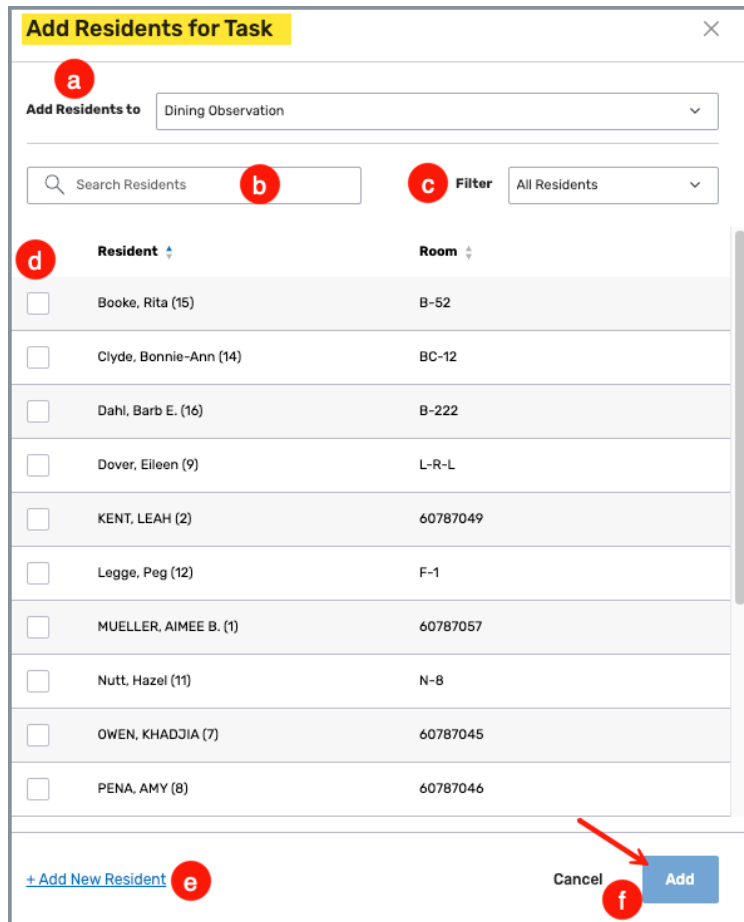 Add Residents for Task
a
Add Residents to Dining Observation
Search Residents b c Filter All Residents
d Resident Room
Booke, Rita (15) B-52
Clyde, Bonnie-Ann (14) BC-12
Dahl, Barb E. (16) B-222
Dover, Eileen (9) L-R-L
KENT, LEAH (2) 60787049
Legge, Peg (12) F-1
MUELLER, AIMEE B. (1) 60787057
Nutt, Hazel (11) N-8
OWEN, KHADJIA (7) 60787045
PENA, AMY (8) 60787046
+ Add New Resident e Cancel f Add